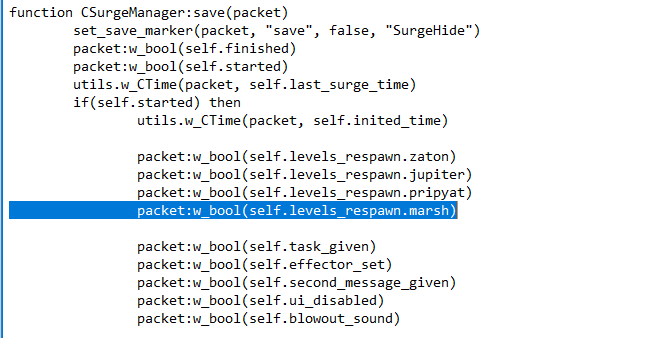 function CSurgeManager:save(packet)
set_save_marker(packet, "save", false, "SurgeHide")
packet:w_bool(self.finished)
packet:w_bool(self.started)
utils.w_CTime(packet, self.last_surge_time)
if(self.started) then
utils.w_CTime(packet, self.inited_time)
packet:w_bool(self.levels_respawn.zaton)
packet:w_bool(self.levels_respawn.jupiter)
packet:w_bool(self.levels_respawn.pripyat)
packet:w_bool(self.levels_respawn.marsh)
packet:w_bool(self.task_given)
packet:w_bool(self.effector_set)
packet:w_bool(self.second_message_given)
packet:w_bool(self.ui_disabled)
packet:w_bool(self.blowout_sound)